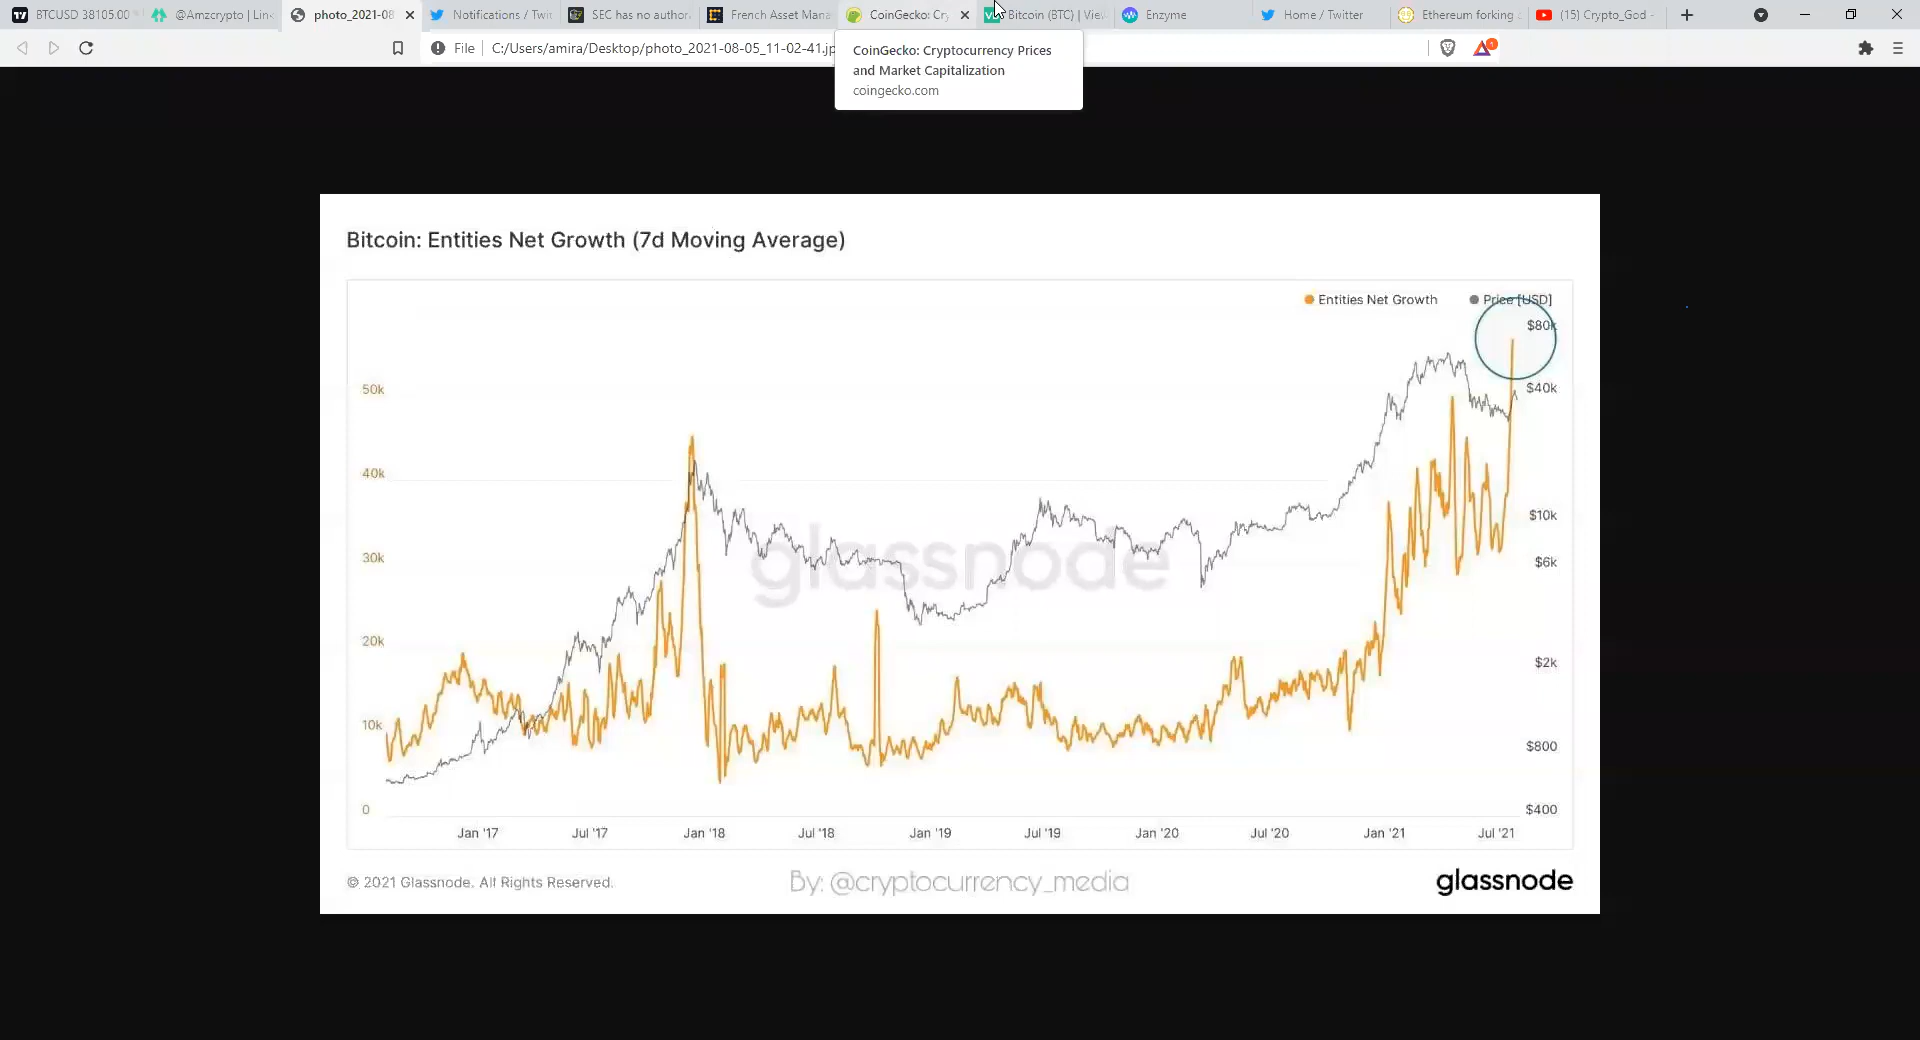 BTCUSD 38105.00
@Amzcrypto | Lin
photo_2021-08
Notifications / Twi
SEC has no author
French Asset Mana
CoinGecko: Cr
Bitcoin (BTC) | View
Enzyme
Home / Twitter
Ethereum forking
(15) Crypto_God -
File
C:/Users/amira/Desktop/photo_2021-08-05_11-02-41.jp
1
CoinGecko: Cryptocurrency Prices
and Market Capitalization
coingecko.com
Bitcoin: Entities Net Growth (7d Moving Average)
Entities Net Growth
Price [USD]
$80k
50k
$40k
40k
$10k
30k
$6k
glassnode
20k
$2k
10k
$800
0
$400
Jan '17
Jul '17
Jan '18
Jul '18
Jan '19
Jul '19
Jan '20
Jul '20
Jan '21
Jul '21
© 2021 Glassnode. All Rights Reserved.
By: @cryptocurrency_media
glassnode